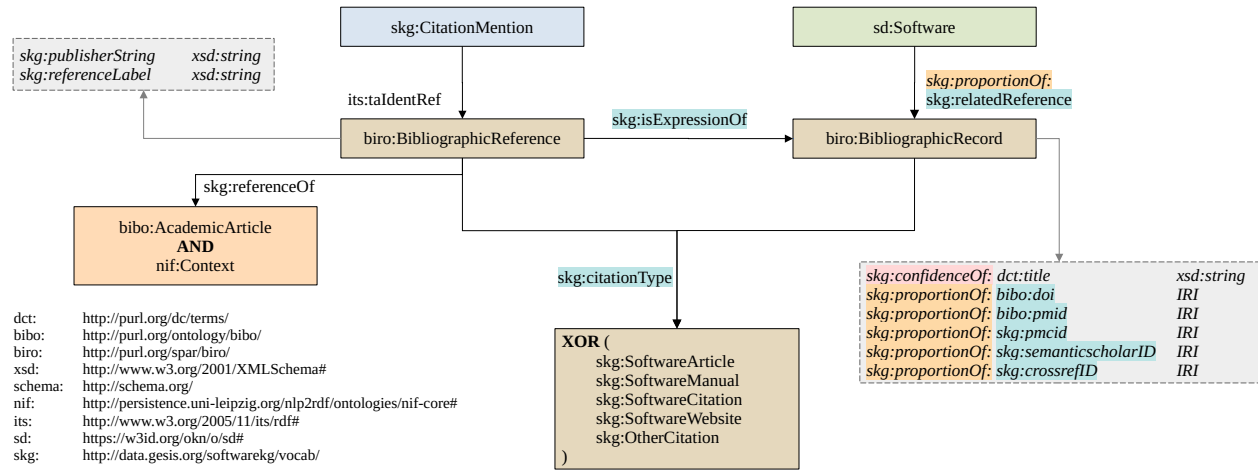 skg:CitationMention
sd:Software
skg:publisherString xsd:string
skg:referenceLabel xsd:string
its:taIdentRef
skg:proportionOf:
skg:relatedReference
skg:isExpressionOf
biro:BibliographicReference
biro:BibliographicRecord
skg:referenceOf
bibo:AcademicArticle
AND
nif:Context
skg:citationType
skg:confidenceOf: dct:title xsd:string
skg:proportionOf: bibo:doi IRI
skg:proportionOf: bibo:pmid IRI
skg:proportionOf: skg:pmcid IRI
skg:proportionOf: skg:semanticscholarID IRI
skg:proportionOf: skg:crossrefID IRI
XOR (
skg:SoftwareArticle
skg:SoftwareManual
skg:SoftwareCitation
skg:SoftwareWebsite
skg:OtherCitation
)
dct: http://purl.org/dc/terms/
bibo: http://purl.org/ontology/bibo/
biro: http://purl.org/spar/biro/
xsd: http://www.w3.org/2001/XMLSchema#
schema: http://schema.org/
nif: http://persistence.uni-leipzig.org/nlp2rdf/ontologies/nif-core#
its: http://www.w3.org/2005/11/its/rdf#
sd: https://w3id.org/okn/o/sd#
skg: http://data.gesis.org/softwarekg/vocab/